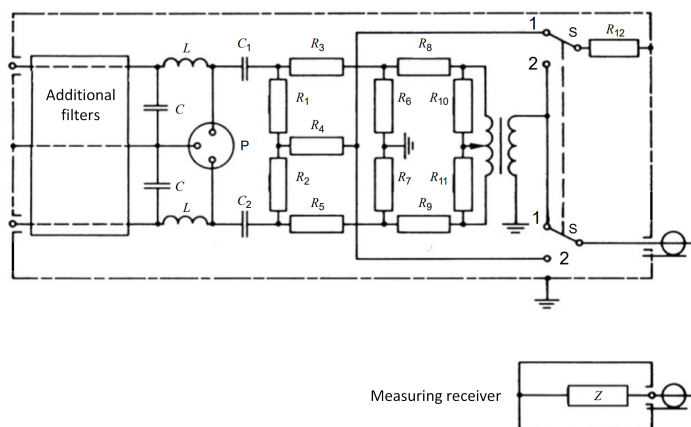 1
S
R12
L
C1
R3
R8
2
Additional
filters
C
R1
R6
R10
P
R4
C
R2
R7
R11
L
C2
R5
R9
1
S
2
Measuring receiver
Z